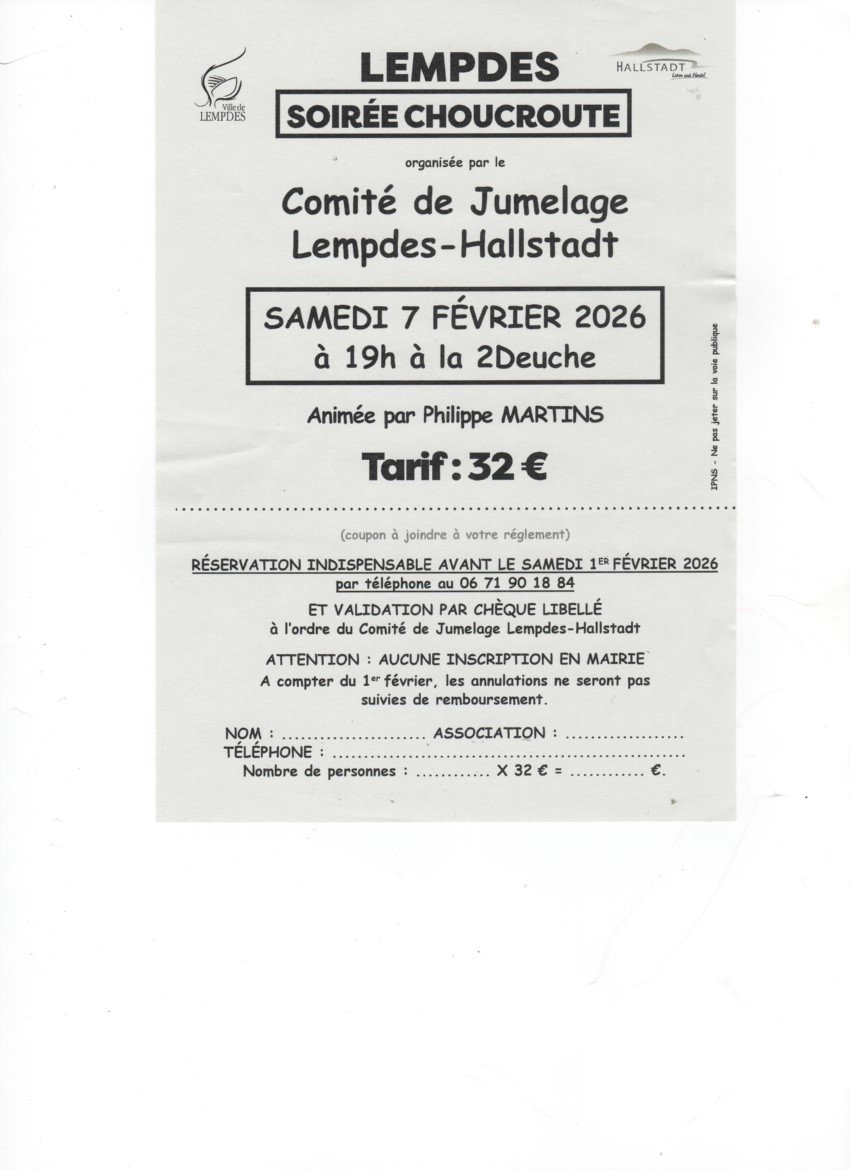 Ville de
LEMPDES
HALLSTADT
LEMPDES
SOIRÉE CHOUCROUTE
organisée par le
Comité de Jumelage
Lempdes-Hallstadt
SAMEDI 7 FÉVRIER 2026
à 19h à la 2Deuche
Animée par Philippe MARTINS
Tarif : 32 €
IPNS - Ne pas jeter sur la voie publique
(coupon à joindre à votre réglement)
RÉSERVATION INDISPENSABLE AVANT LE SAMEDI 1ER FÉVRIER 2026
par téléphone au 06 71 90 18 84
ET VALIDATION PAR CHÈQUE LIBELLÉ
à l'ordre du Comité de Jumelage Lempdes-Hallstadt
ATTENTION : AUCUNE INSCRIPTION EN MAIRIE
A compter du 1er février, les annulations ne seront pas
suivies de remboursement.
NOM : ........................ ASSOCIATION : ....................
TÉLÉPHONE : ............................................................
Nombre de personnes : ............ X 32 € = ............ €.